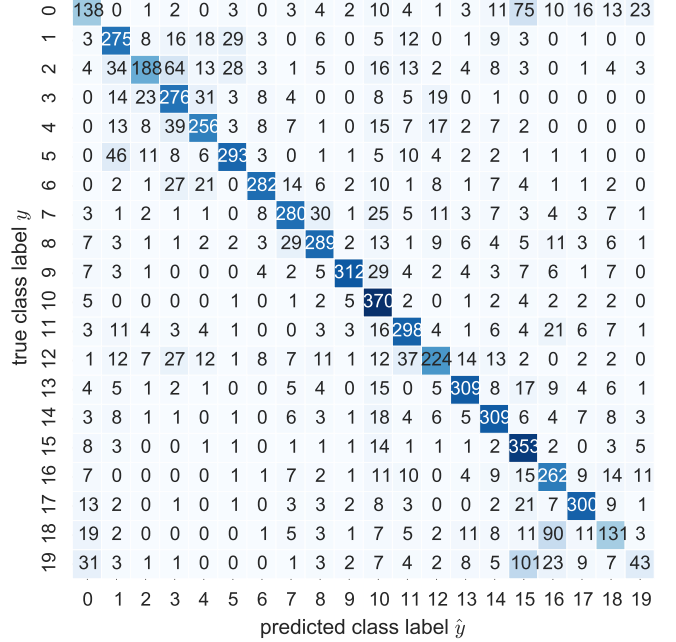 true class label y
0 138 0 1 2 0 3 0 3 4 2 10 4 1 3 11 75 10 16 13 23
1 3 275 8 16 18 29 3 0 6 0 5 12 0 1 9 3 0 1 0 0
2 4 34 188 64 13 28 3 1 5 0 16 13 2 4 8 3 0 1 4 3
3 0 14 23 276 31 3 8 4 0 0 8 5 19 0 1 0 0 0 0 0
4 0 13 8 39 256 3 8 7 1 0 15 7 17 2 7 2 0 0 0 0
5 0 46 11 8 6 293 3 0 1 1 5 10 4 2 2 1 1 1 0 0
6 0 2 1 27 21 0 282 14 6 2 10 1 8 1 7 4 1 1 2 0
7 3 1 2 1 1 0 8 280 30 1 25 5 11 3 7 3 4 3 7 1
8 7 3 1 1 2 2 3 29 289 2 13 1 9 6 4 5 11 3 6 1
9 7 3 1 0 0 0 4 2 5 312 29 4 2 4 3 7 6 1 7 0
10 5 0 0 0 0 1 0 1 2 5 370 2 0 1 2 4 2 2 2 0
11 3 11 4 3 4 1 0 0 3 3 16 298 4 1 6 4 21 6 7 1
12 1 12 7 27 12 1 8 7 11 1 12 37 224 14 13 2 0 2 2 0
13 4 5 1 2 1 0 0 5 4 0 15 0 5 309 8 17 9 4 6 1
14 3 8 1 1 0 1 0 6 3 1 18 4 6 5 309 6 4 7 8 3
15 8 3 0 0 1 1 0 1 1 1 14 1 1 1 2 353 2 0 3 5
16 7 0 0 0 0 1 1 7 2 1 11 10 0 4 9 15 262 9 14 11
17 13 2 0 1 0 1 0 3 3 2 8 3 0 0 2 21 7 300 9 1
18 19 2 0 0 0 0 1 5 3 1 7 5 2 11 8 11 90 11 131 3
19 31 3 1 1 0 0 0 1 3 2 7 4 2 8 5 101 23 9 7 43
0 1 2 3 4 5 6 7 8 9 10 11 12 13 14 15 16 17 18 19
predicted class label ŷ